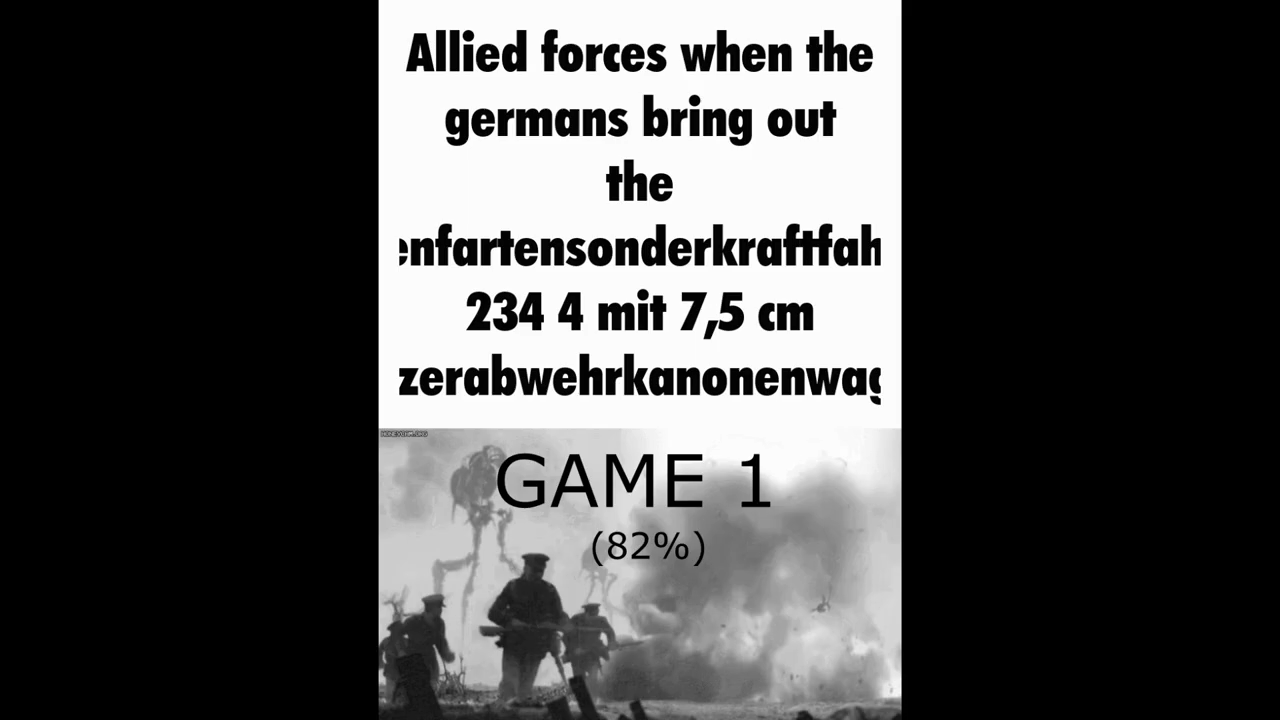 Allied forces when the
germans bring out
the
enfartensonderkraftfah
234 4 mit 7,5 cm
zerabwehrkanonenwag
GAME 1
(82%)